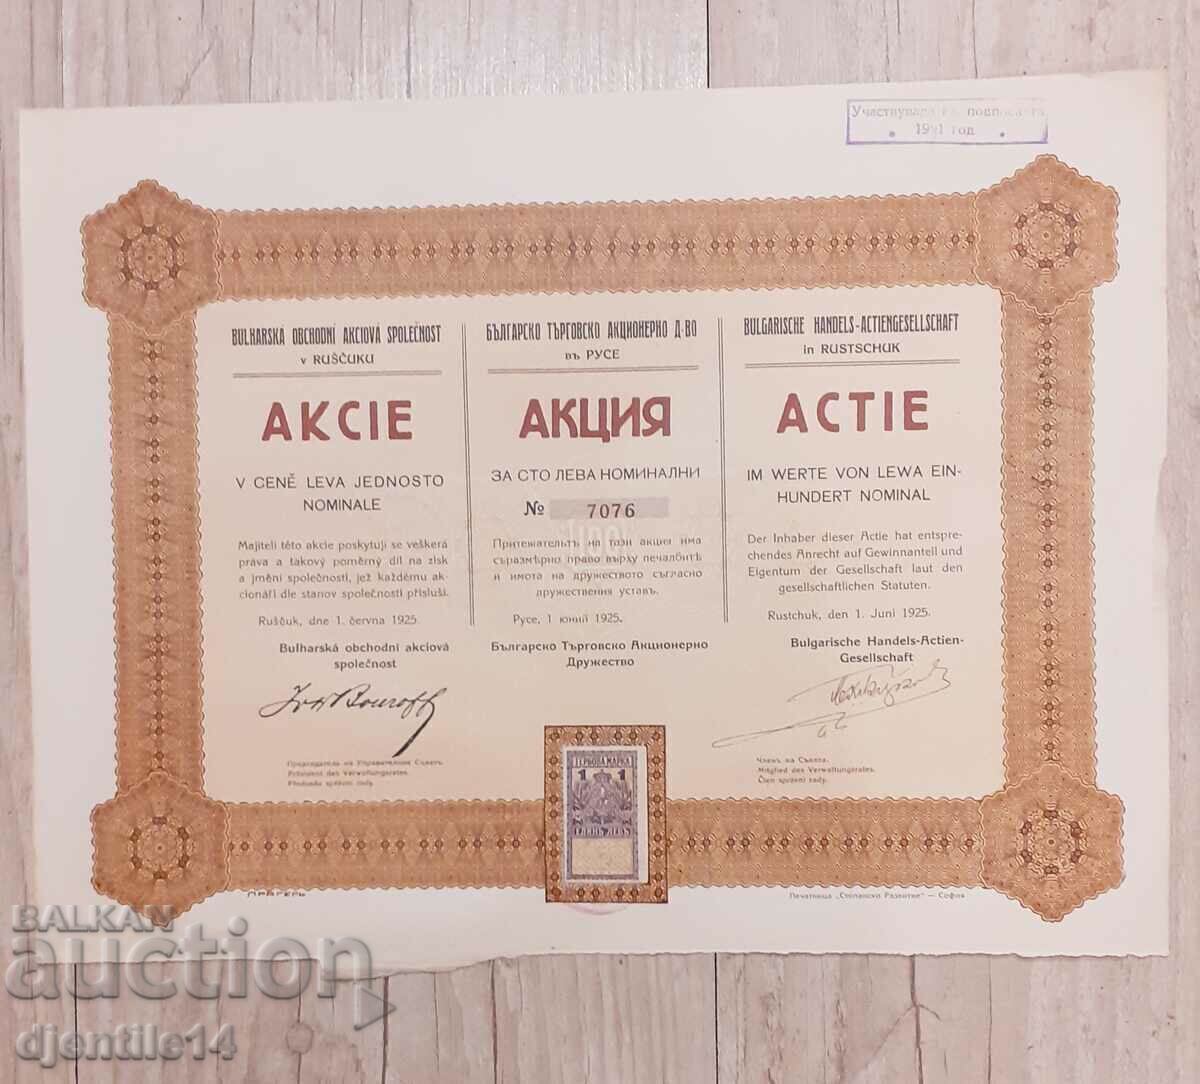 Участвувала
19 1 год
BULHARSKÁ OBCHODNÍ AKCIOVÁ SPOLEČNOST
v RUŠČUKU
AKCIE
V CENĚ LEVA JEDNOSTO
NOMINALE
Majiteli této akcie poskytují se veškerá
práva a takový poměrný díl na zisk
a jmění společnosti, jež každému ak-
cionáři dle stanov společnosti přísluší.
Ruščuk, dne 1. června 1925.
Bulharská obchodní akciová
společnost
БЪЛГАРСКО ТЪРГОВСКО АКЦИОНЕРНО Д-ВО
въ РУСЕ
АКЦИЯ
ЗА СТО ЛЕВА НОМИНАЛНИ
№ 7076
Притежательтъ на тази акция има
съразмѣрно право върху печалбитѣ
и имота на дружеството съгласно
дружествения уставъ.
Русе, 1 юний 1925.
Българско Търговско Акционерно
Дружество
BULGARISCHE HANDELS-ACTIENGESELLSCHAFT
in RUSTSCHUK
ACTIE
IM WERTE VON LEWA EIN-
HUNDERT NOMINAL
Der Inhaber dieser Actie hat entspre-
chendes Anrecht auf Gewinnanteil und
Eigentum der Gesellschaft laut den
gesellschaftlichen Statuten.
Rustchuk, den 1. Juni 1925.
Bulgarische Handels-Actien-
Gesellschaft
Председатель на Управителния Съветъ.
Präsident des Verwaltungsrates.
správní rady.
ГЕРБОВА МАРКА
1 1
ЕДИНЪ ЛЕВЪ
Членъ на Съвета.
Mitglied des Verwaltungsrates.
Člen správní rady.
Печатница „Стопанско Развитие" — София
BALKAN
auction
djentile14